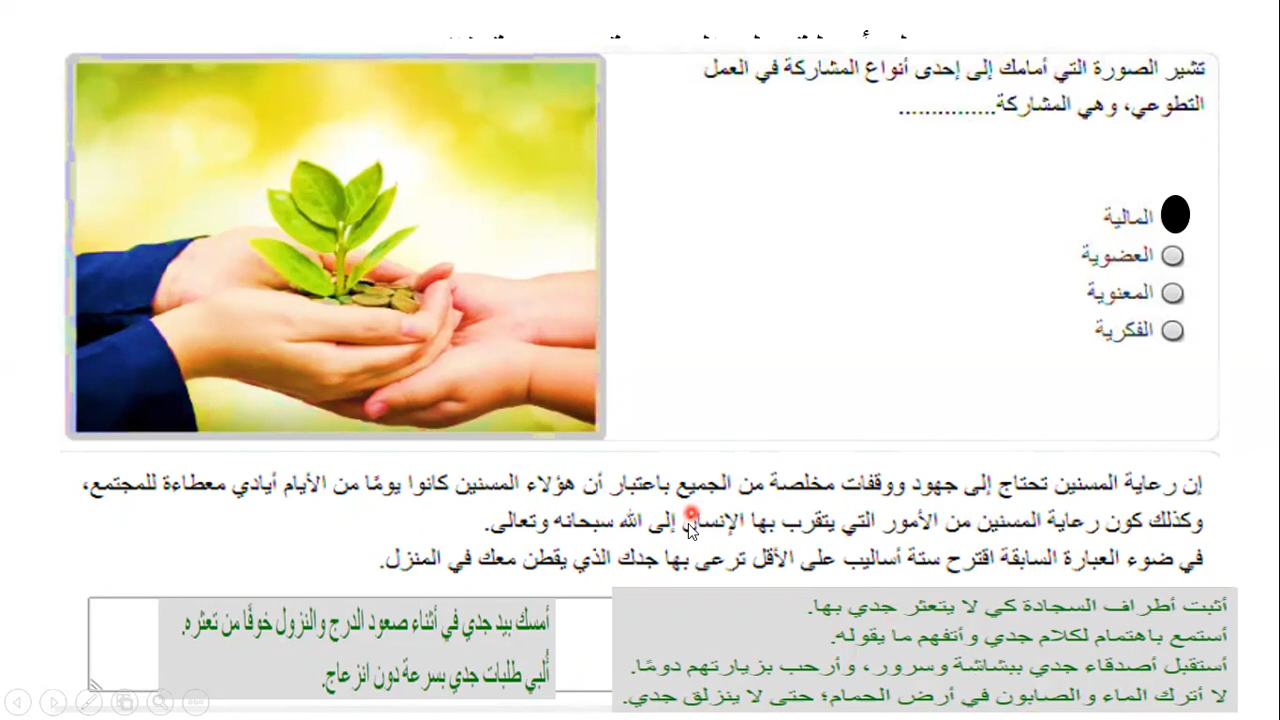 تشير الصورة التي أمامك إلى إحدى أنواع المشاركة في العمل
التطوعي، وهي المشاركة...............
المالية
العضوية
المعنوية
الفكرية
إن رعاية المسنين تحتاج إلى جهود ووقفات مخلصة من الجميع باعتبار أن هؤلاء المسنين كانوا يومًا من الأيام أيادي معطاءة للمجتمع،
وكذلك كون رعاية المسنين من الأمور التي يتقرب بها الإنسان إلى الله سبحانه وتعالى.
في ضوء العبارة السابقة اقترح ستة أساليب على الأقل ترعى بها جدك الذي يقطن معك في المنزل.
أثبت أطراف السجادة كي لا يتعثر جدي بها.
أستمع باهتمام لكلام جدي وأتفهم ما يقوله.
أستقبل أصدقاء جدي ببشاشة وسرور، وأرحب بزيارتهم دومًا.
لا أترك الماء والصابون في أرض الحمام؛ حتى لا ينزلق جدي.
أمسك بيد جدي في أثناء صعود الدرج والنزول خوفًا من تعثره.
أُلبي طلبات جدي بسرعة دون انزعاج.